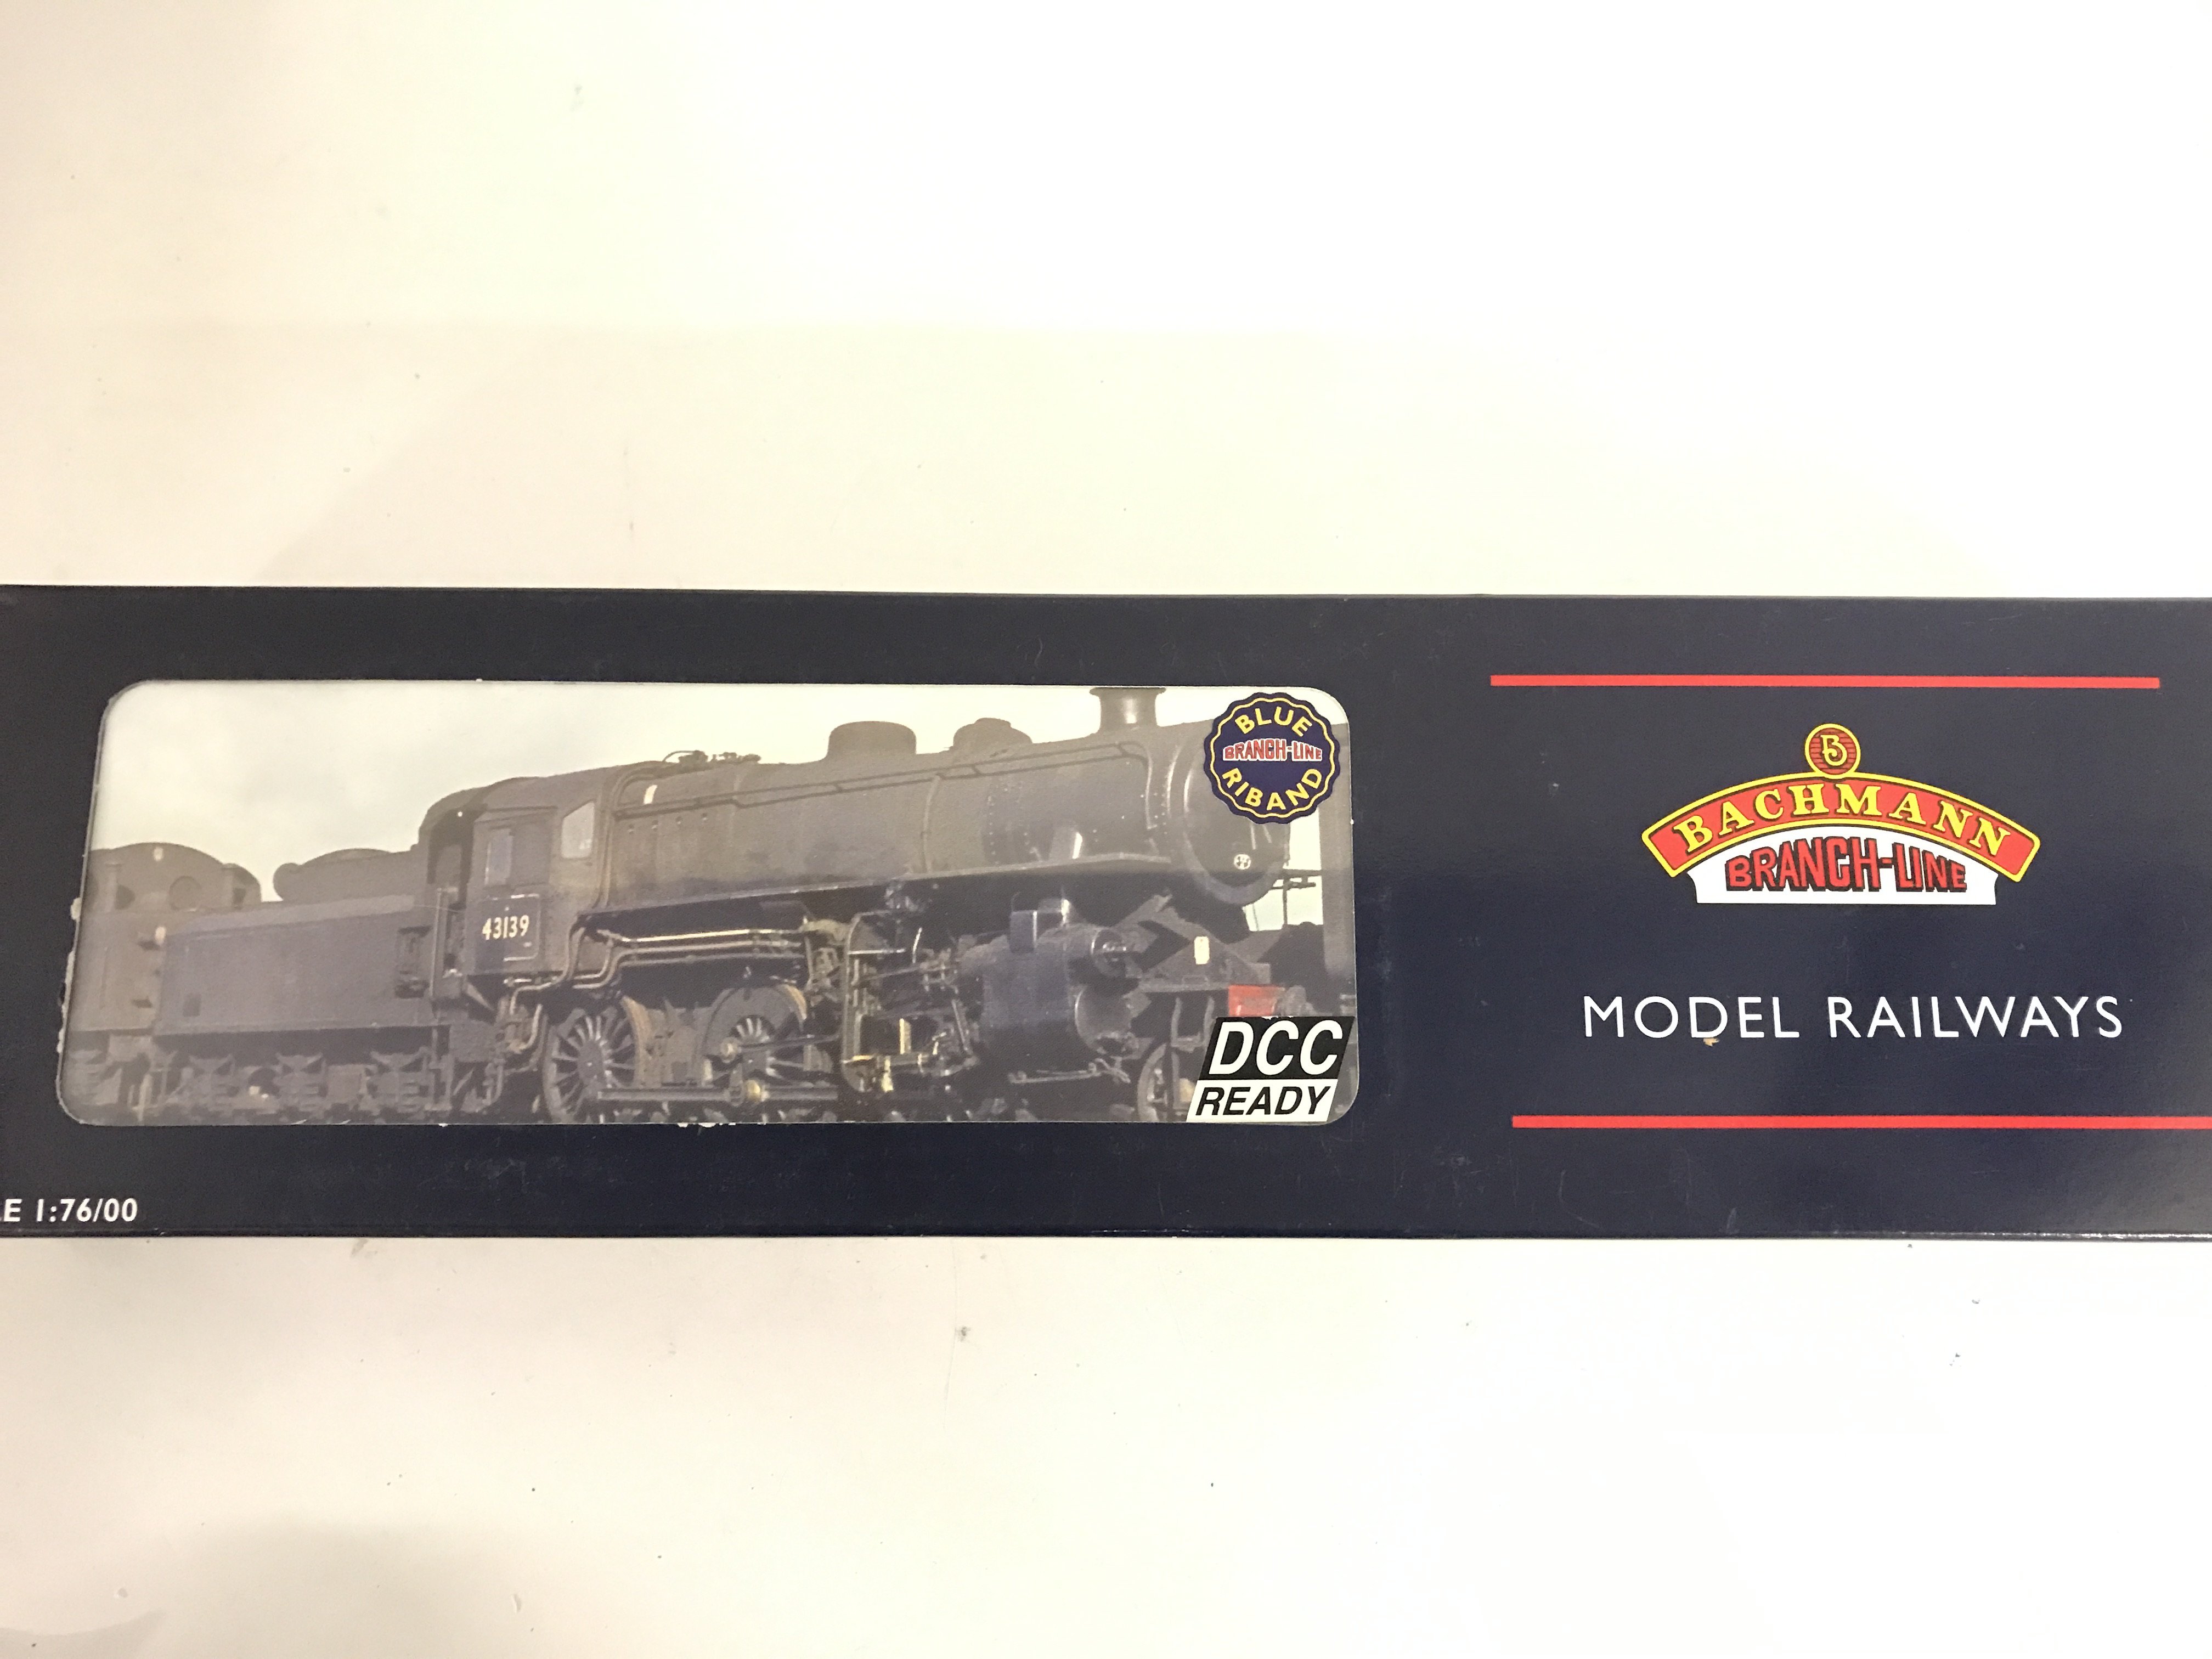 BLUE
BRANCH-LINE
RIBAND
43139
DCC
READY
B
BACHMANN
BRANCH-LINE
MODEL RAILWAYS
E 1:76/00